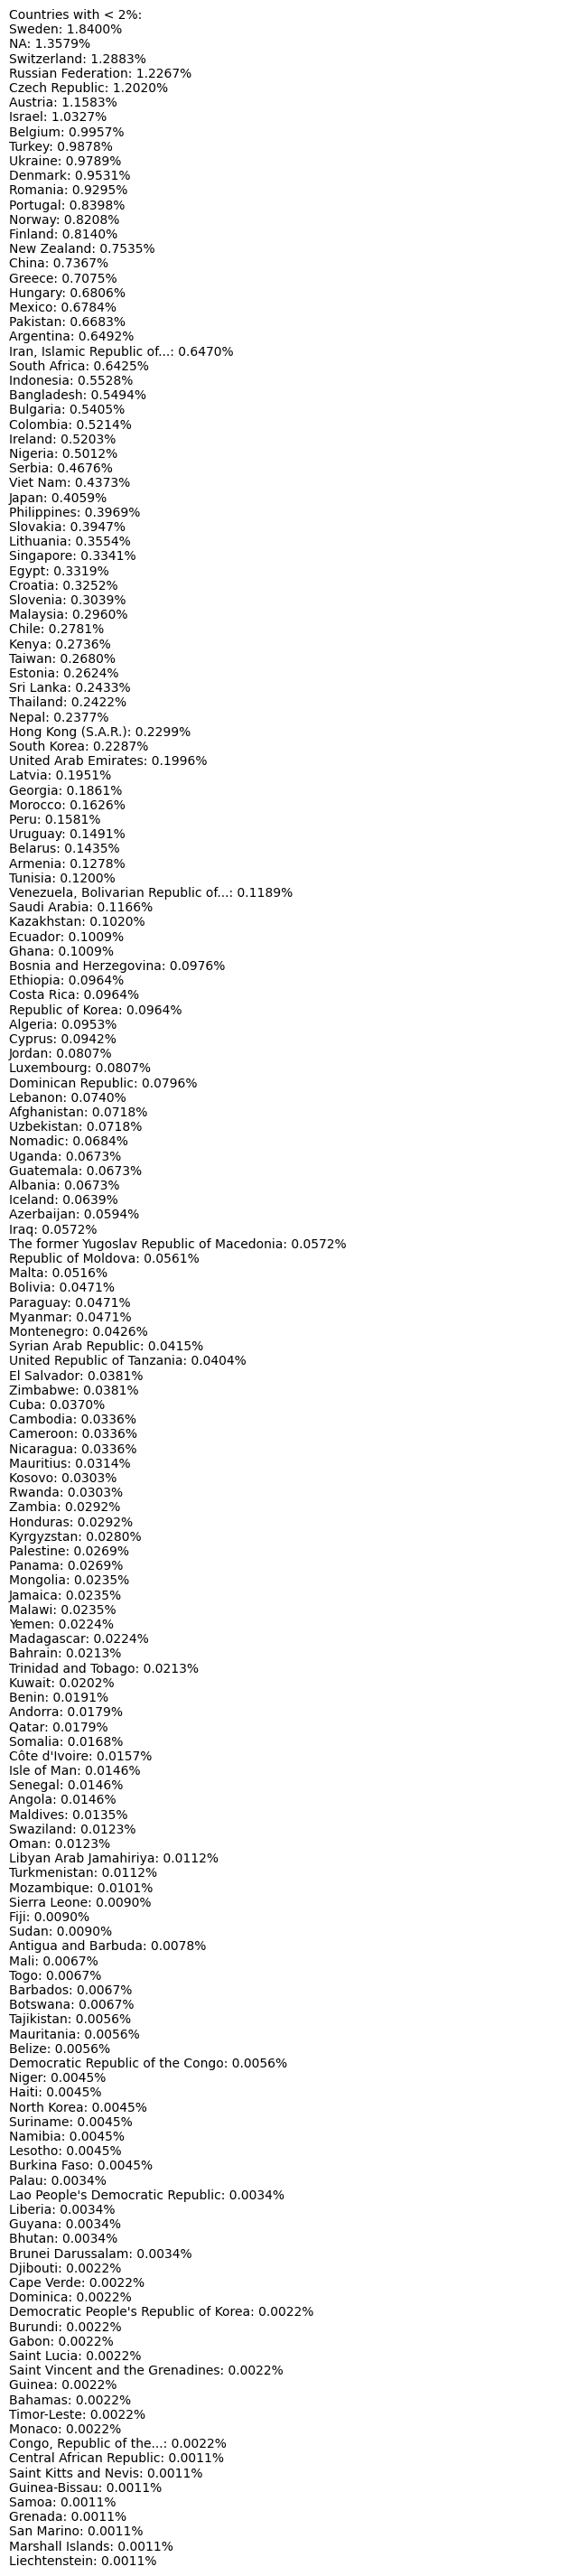 Countries with < 2%:
Sweden: 1.8400%
NA: 1.3579%
Switzerland: 1.2883%
Russian Federation: 1.2267%
Czech Republic: 1.2020%
Austria: 1.1583%
Israel: 1.0327%
Belgium: 0.9957%
Turkey: 0.9878%
Ukraine: 0.9789%
Denmark: 0.9531%
Romania: 0.9295%
Portugal: 0.8398%
Norway: 0.8208%
Finland: 0.8140%
New Zealand: 0.7535%
China: 0.7367%
Greece: 0.7075%
Hungary: 0.6806%
Mexico: 0.6784%
Pakistan: 0.6683%
Argentina: 0.6492%
Iran, Islamic Republic of...: 0.6470%
South Africa: 0.6425%
Indonesia: 0.5528%
Bangladesh: 0.5494%
Bulgaria: 0.5405%
Colombia: 0.5214%
Ireland: 0.5203%
Nigeria: 0.5012%
Serbia: 0.4676%
Viet Nam: 0.4373%
Japan: 0.4059%
Philippines: 0.3969%
Slovakia: 0.3947%
Lithuania: 0.3554%
Singapore: 0.3341%
Egypt: 0.3319%
Croatia: 0.3252%
Slovenia: 0.3039%
Malaysia: 0.2960%
Chile: 0.2781%
Kenya: 0.2736%
Taiwan: 0.2680%
Estonia: 0.2624%
Sri Lanka: 0.2433%
Thailand: 0.2422%
Nepal: 0.2377%
Hong Kong (S.A.R.): 0.2299%
South Korea: 0.2287%
United Arab Emirates: 0.1996%
Latvia: 0.1951%
Georgia: 0.1861%
Morocco: 0.1626%
Peru: 0.1581%
Uruguay: 0.1491%
Belarus: 0.1435%
Armenia: 0.1278%
Tunisia: 0.1200%
Venezuela, Bolivarian Republic of...: 0.1189%
Saudi Arabia: 0.1166%
Kazakhstan: 0.1020%
Ecuador: 0.1009%
Ghana: 0.1009%
Bosnia and Herzegovina: 0.0976%
Ethiopia: 0.0964%
Costa Rica: 0.0964%
Republic of Korea: 0.0964%
Algeria: 0.0953%
Cyprus: 0.0942%
Jordan: 0.0807%
Luxembourg: 0.0807%
Dominican Republic: 0.0796%
Lebanon: 0.0740%
Afghanistan: 0.0718%
Uzbekistan: 0.0718%
Nomadic: 0.0684%
Uganda: 0.0673%
Guatemala: 0.0673%
Albania: 0.0673%
Iceland: 0.0639%
Azerbaijan: 0.0594%
Iraq: 0.0572%
The former Yugoslav Republic of Macedonia: 0.0572%
Republic of Moldova: 0.0561%
Malta: 0.0516%
Bolivia: 0.0471%
Paraguay: 0.0471%
Myanmar: 0.0471%
Montenegro: 0.0426%
Syrian Arab Republic: 0.0415%
United Republic of Tanzania: 0.0404%
El Salvador: 0.0381%
Zimbabwe: 0.0381%
Cuba: 0.0370%
Cambodia: 0.0336%
Cameroon: 0.0336%
Nicaragua: 0.0336%
Mauritius: 0.0314%
Kosovo: 0.0303%
Rwanda: 0.0303%
Zambia: 0.0292%
Honduras: 0.0292%
Kyrgyzstan: 0.0280%
Palestine: 0.0269%
Panama: 0.0269%
Mongolia: 0.0235%
Jamaica: 0.0235%
Malawi: 0.0235%
Yemen: 0.0224%
Madagascar: 0.0224%
Bahrain: 0.0213%
Trinidad and Tobago: 0.0213%
Kuwait: 0.0202%
Benin: 0.0191%
Andorra: 0.0179%
Qatar: 0.0179%
Somalia: 0.0168%
Côte d'Ivoire: 0.0157%
Isle of Man: 0.0146%
Senegal: 0.0146%
Angola: 0.0146%
Maldives: 0.0135%
Swaziland: 0.0123%
Oman: 0.0123%
Libyan Arab Jamahiriya: 0.0112%
Turkmenistan: 0.0112%
Mozambique: 0.0101%
Sierra Leone: 0.0090%
Fiji: 0.0090%
Sudan: 0.0090%
Antigua and Barbuda: 0.0078%
Mali: 0.0067%
Togo: 0.0067%
Barbados: 0.0067%
Botswana: 0.0067%
Tajikistan: 0.0056%
Mauritania: 0.0056%
Belize: 0.0056%
Democratic Republic of the Congo: 0.0056%
Niger: 0.0045%
Haiti: 0.0045%
North Korea: 0.0045%
Suriname: 0.0045%
Namibia: 0.0045%
Lesotho: 0.0045%
Burkina Faso: 0.0045%
Palau: 0.0034%
Lao People's Democratic Republic: 0.0034%
Liberia: 0.0034%
Guyana: 0.0034%
Bhutan: 0.0034%
Brunei Darussalam: 0.0034%
Djibouti: 0.0022%
Cape Verde: 0.0022%
Dominica: 0.0022%
Democratic People's Republic of Korea: 0.0022%
Burundi: 0.0022%
Gabon: 0.0022%
Saint Lucia: 0.0022%
Saint Vincent and the Grenadines: 0.0022%
Guinea: 0.0022%
Bahamas: 0.0022%
Timor-Leste: 0.0022%
Monaco: 0.0022%
Congo, Republic of the...: 0.0022%
Central African Republic: 0.0011%
Saint Kitts and Nevis: 0.0011%
Guinea-Bissau: 0.0011%
Samoa: 0.0011%
Grenada: 0.0011%
San Marino: 0.0011%
Marshall Islands: 0.0011%
Liechtenstein: 0.0011%